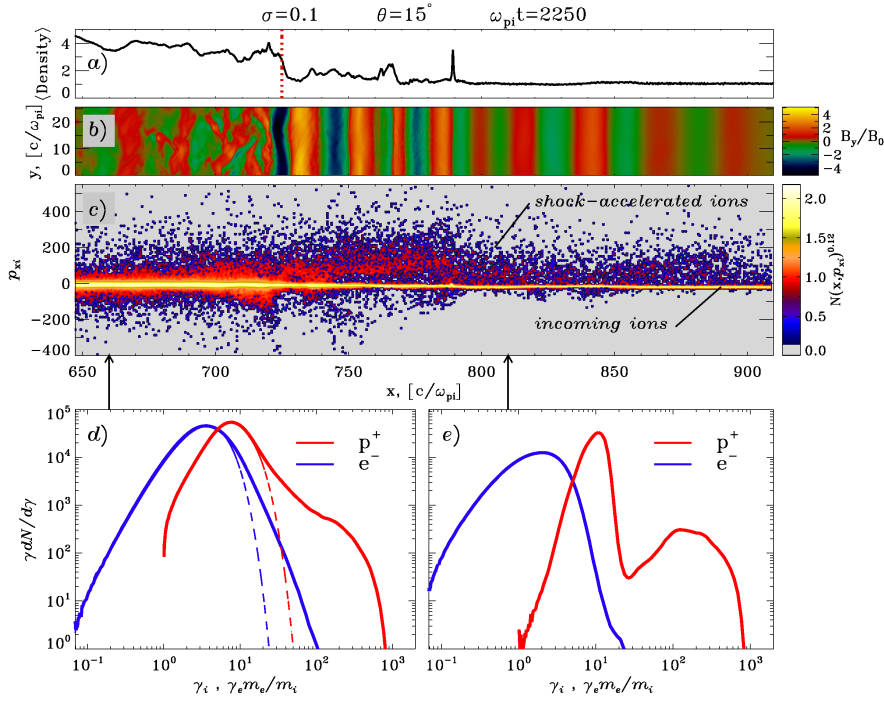 σ=0.1 θ=15° ω_pi t=2250
⟨Density⟩
4
2
0
a)
y, [c/ω_pi]
20
10
0
b)
4
2
0
−2
−4
B_y/B_0
p_xi
400
200
0
−200
−400
c)
shock−accelerated ions
incoming ions
2.0
1.5
1.0
0.5
0.0
N(x,p_xi)^0.12
650 700 750 800 850 900
x, [c/ω_pi]
γdN/dγ
10^5
10^4
10^3
10^2
10^1
10^0
d)
p^+
e^−
10^−1 10^0 10^1 10^2 10^3
γ_i , γ_e m_e/m_i
e)
p^+
e^−
10^−1 10^0 10^1 10^2 10^3
γ_i , γ_e m_e/m_i